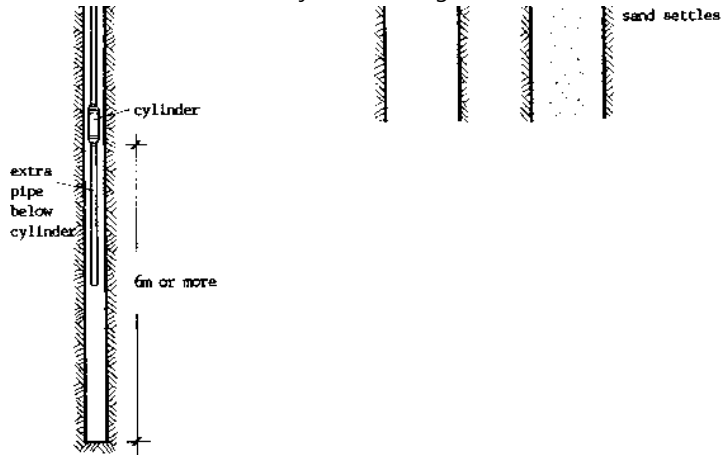 sand settles
cylinder
extra
pipe
below
cylinder
6m or more